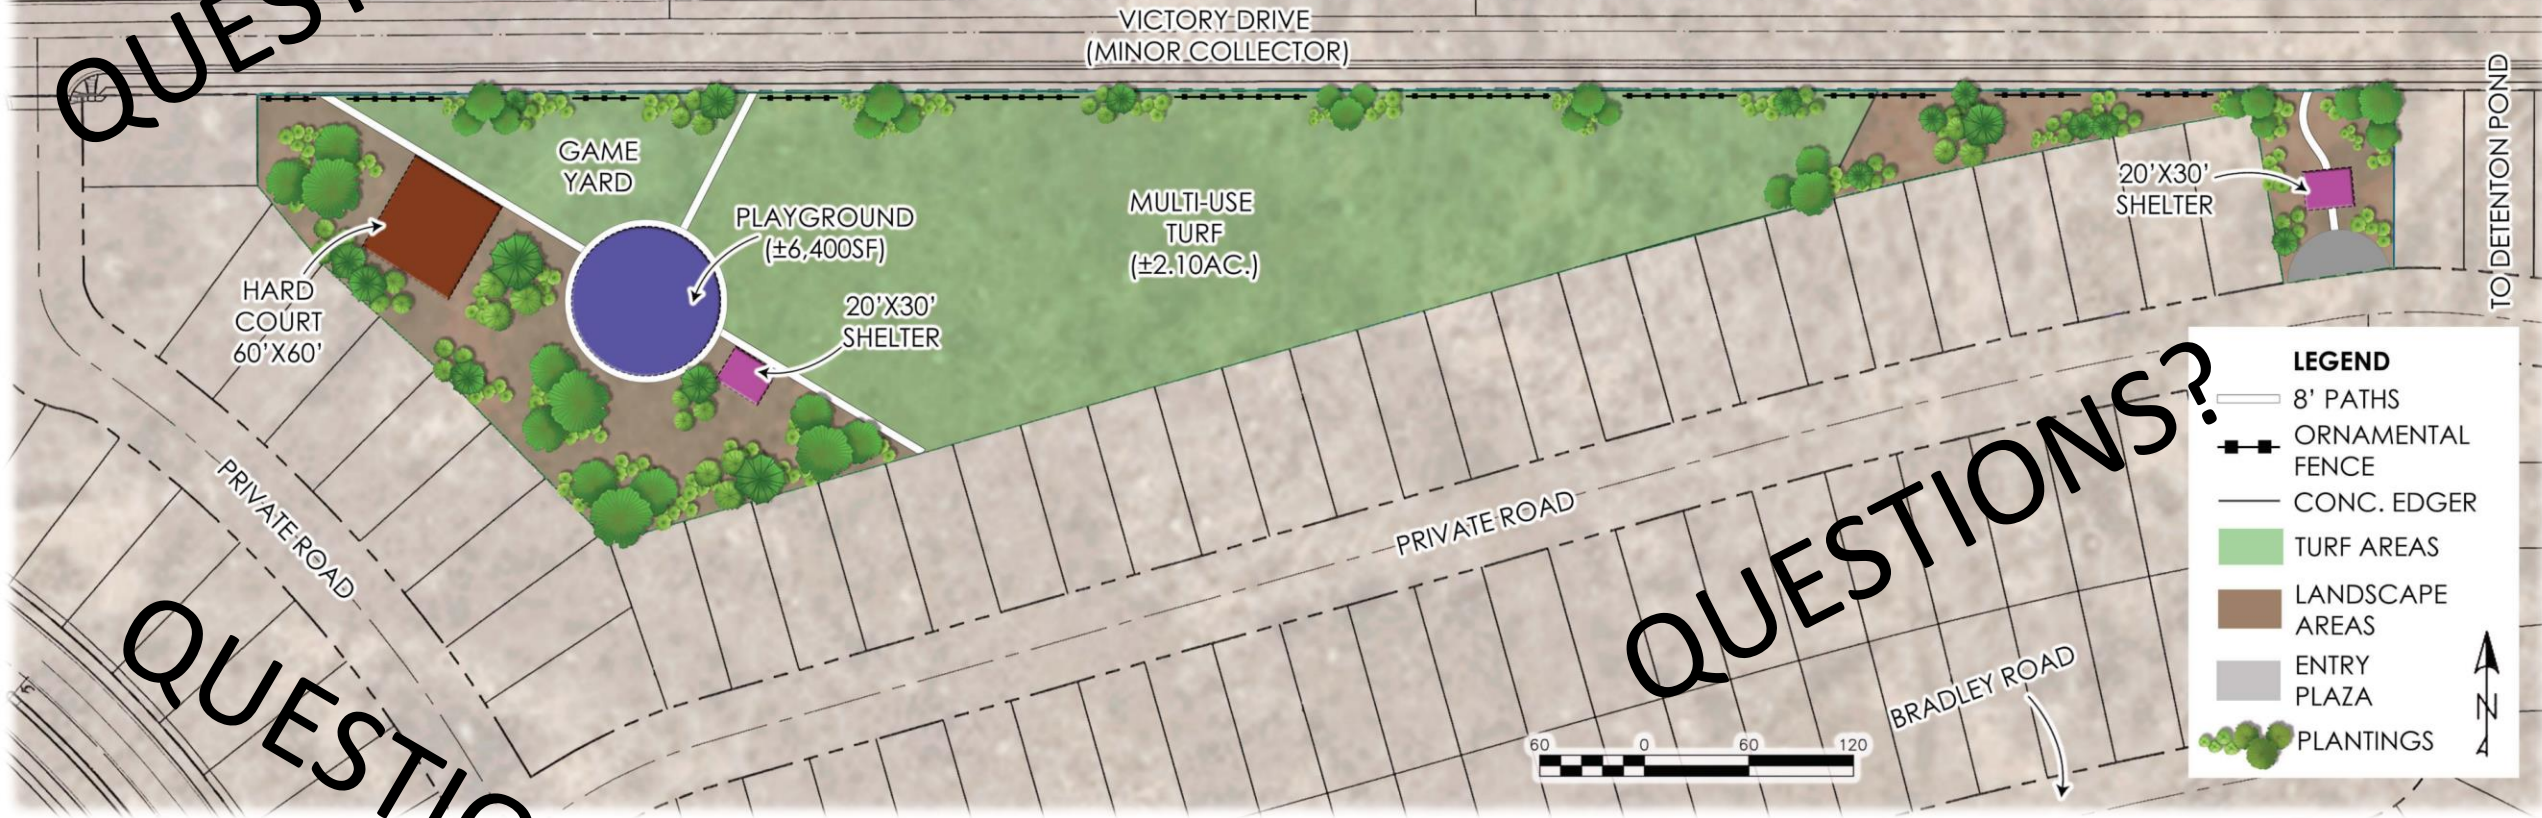 QUEST
VICTORY DRIVE
(MINOR COLLECTOR)
GAME
YARD
PLAYGROUND
(±6,400SF)
MULTI-USE
TURF
(±2.10AC.)
20'X30'
SHELTER
TO DETENTON POND
HARD
COURT
60'X60'
20'X30'
SHELTER
PRIVATE ROAD
PRIVATE ROAD
QUESTIONS?
QUESTIO
BRADLEY ROAD
60 0 60 120
LEGEND
8' PATHS
ORNAMENTAL
FENCE
CONC. EDGER
TURF AREAS
LANDSCAPE
AREAS
ENTRY
PLAZA
PLANTINGS
N